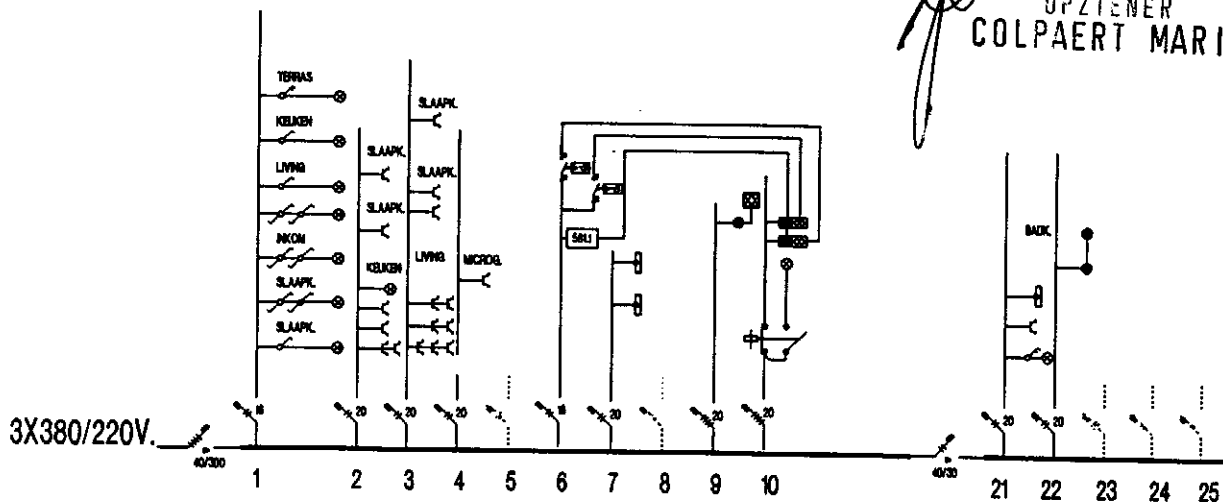 OPZIENER
COLPAERT MARI
TERRAS
KEUKEN
LIVING
INKOM
SLAAPK.
SLAAPK.
SLAAPK.
SLAAPK.
KEUKEN
SLAAPK.
SLAAPK.
LIVING
MICROG.
BADK.
16 20 20 20 16 20 20 20 20 20
3X380/220V.
40/300 40/30
1 2 3 4 5 6 7 8 9 10 21 22 23 24 25